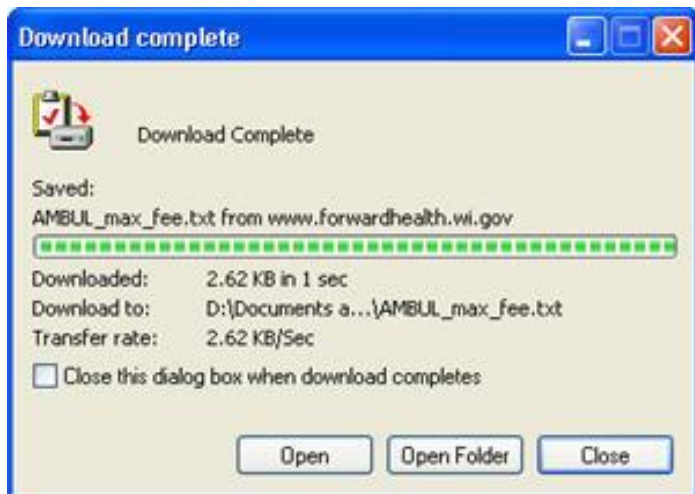 Download complete
Download Complete
Saved:
AMBUL_max_fee.txt from www.forwardhealth.wi.gov
Downloaded: 2.62 KB in 1 sec
Download to: D:\Documents a...\AMBUL_max_fee.txt
Transfer rate: 2.62 KB/Sec
Close this dialog box when download completes
Open Open Folder Close